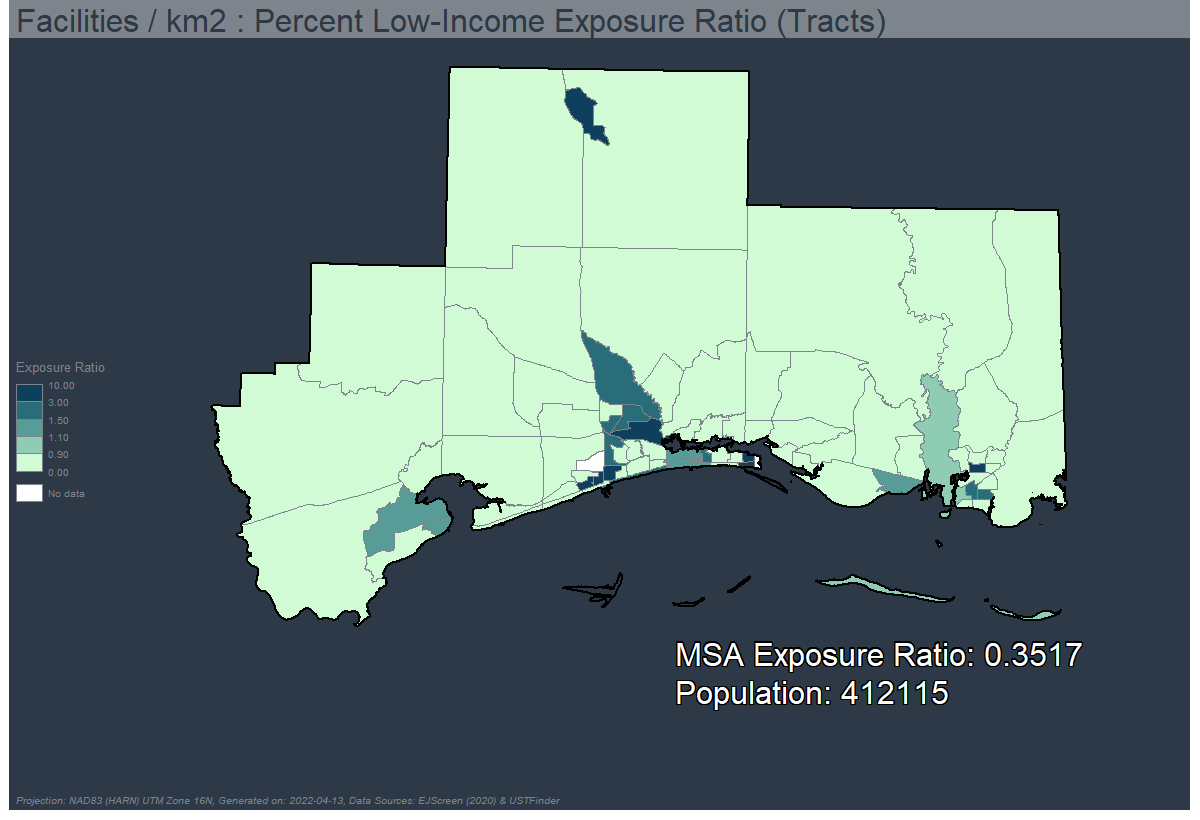 Facilities / km2 : Percent Low-Income Exposure Ratio (Tracts)
Exposure Ratio
10.00
3.00
1.50
1.10
0.90
0.00
No data
MSA Exposure Ratio: 0.3517
Population: 412115
Projection: NAD83 (HARN) UTM Zone 16N, Generated on: 2022-04-13, Data Sources: EJScreen (2020) & USTFinder